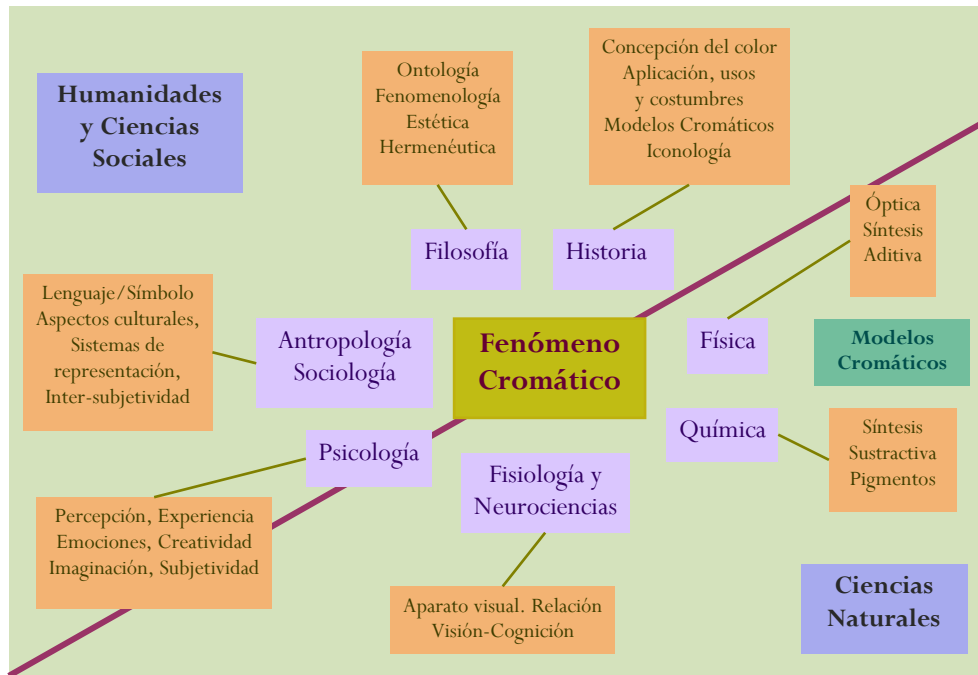 Humanidades
y Ciencias
Sociales
Ontología
Fenomenología
Estética
Hermenéutica
Concepción del color
Aplicación, usos
y costumbres
Modelos Cromáticos
Iconología
Óptica
Síntesis
Aditiva
Filosofía
Historia
Lenguaje/Símbolo
Aspectos culturales,
Sistemas de
representación,
Inter-subjetividad
Antropología
Sociología
Fenómeno
Cromático
Física
Modelos
Cromáticos
Psicología
Química
Síntesis
Sustractiva
Pigmentos
Fisiología y
Neurociencias
Percepción, Experiencia
Emociones, Creatividad
Imaginación, Subjetividad
Aparato visual. Relación
Visión-Cognición
Ciencias
Naturales